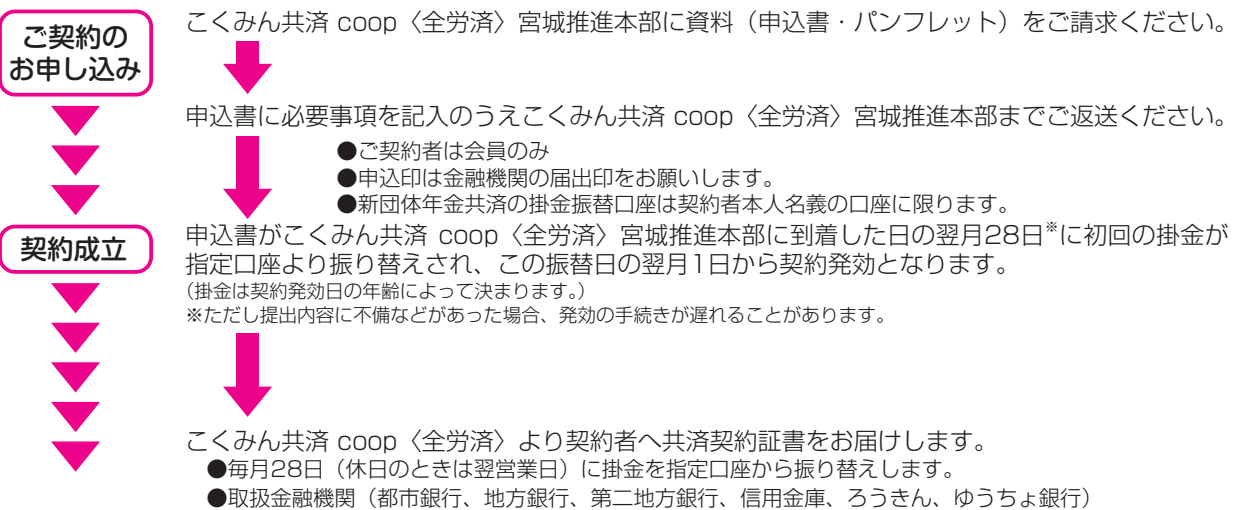 ご契約の
お申し込み
こくみん共済 coop〈全労済〉宮城推進本部に資料（申込書・パンフレット）をご請求ください。
申込書に必要事項を記入のうえこくみん共済 coop〈全労済〉宮城推進本部までご返送ください。
●ご契約者は会員のみ
●申込印は金融機関の届出印をお願いします。
●新団体年金共済の掛金振替口座は契約者本人名義の口座に限ります。
契約成立
申込書がこくみん共済 coop〈全労済〉宮城推進本部に到着した日の翌月28日※に初回の掛金が
指定口座より振り替えされ、この振替日の翌月1日から契約発効となります。
（掛金は契約発効日の年齢によって決まります。）
※ただし提出内容に不備などがあった場合、発効の手続きが遅れることがあります。
こくみん共済 coop〈全労済〉より契約者へ共済契約証書をお届けします。
●毎月28日（休日のときは翌営業日）に掛金を指定口座から振り替えします。
●取扱金融機関（都市銀行、地方銀行、第二地方銀行、信用金庫、ろうきん、ゆうちょ銀行）